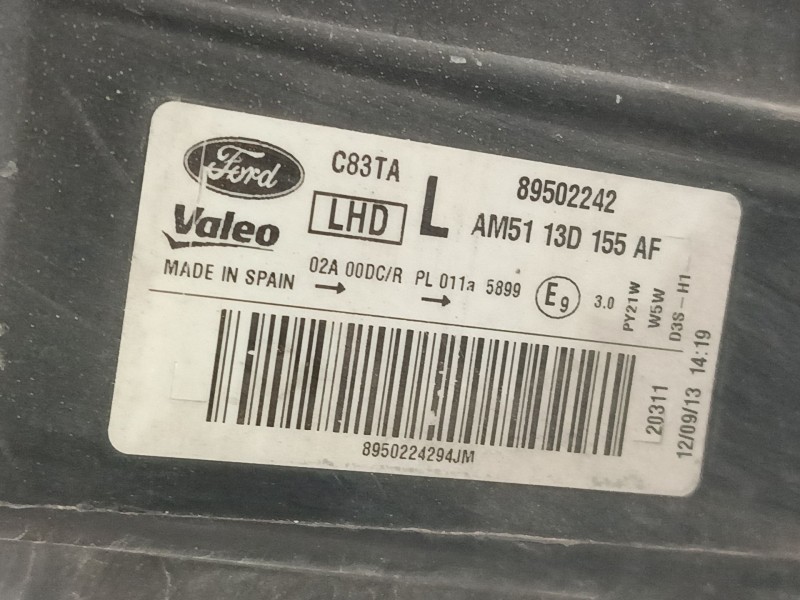 Ford
C83TA
89502242
Valeo
LHD
L
AM51 13D 155 AF
MADE IN SPAIN
02A 00DC/R PL 011a 5899
E9
3.0
PY21W
W5W
D3S-H1
8950224294JM
20311
12/09/13 14:19